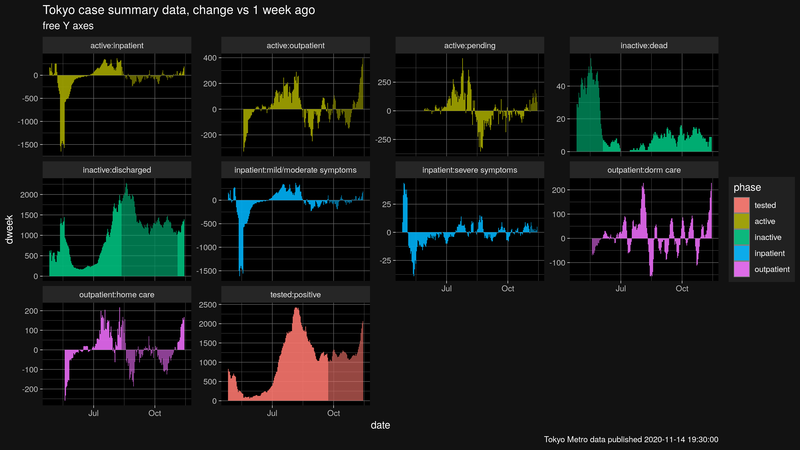 Tokyo case summary data, change vs 1 week ago
free Y axes
active:inpatient
active:outpatient
active:pending
inactive:dead
0
-500
-1000
-1500
400
200
0
-200
250
0
-250
40
20
0
inactive:discharged
inpatient:mild/moderate symptoms
inpatient:severe symptoms
outpatient:dorm care
2000
1500
1000
500
0
500
0
-500
-1000
-1500
25
0
-25
200
100
0
-100
Jul
Oct
Jul
Oct
outpatient:home care
tested:positive
200
100
0
-100
-200
2500
2000
1500
1000
500
0
Jul
Oct
Jul
Oct
dweek
date
phase
tested
active
inactive
inpatient
outpatient
Tokyo Metro data published 2020-11-14 19:30:00